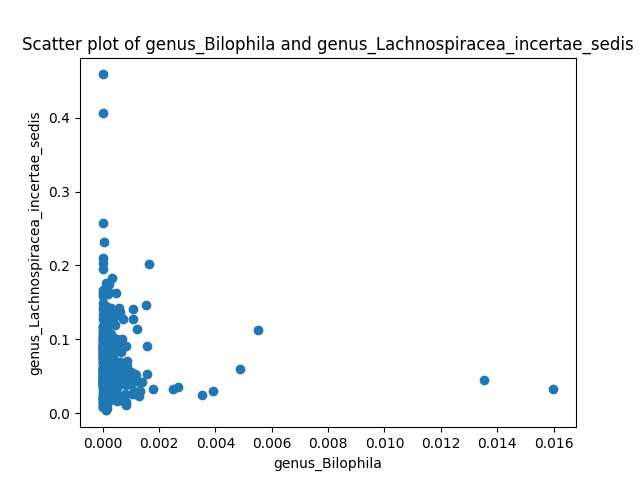 Scatter plot of genus_Bilophila and genus_Lachnospiracea_incertae_sedis
genus_Lachnospiracea_incertae_sedis
0.4
0.3
0.2
0.1
0.0
0.000 0.002 0.004 0.006 0.008 0.010 0.012 0.014 0.016
genus_Bilophila